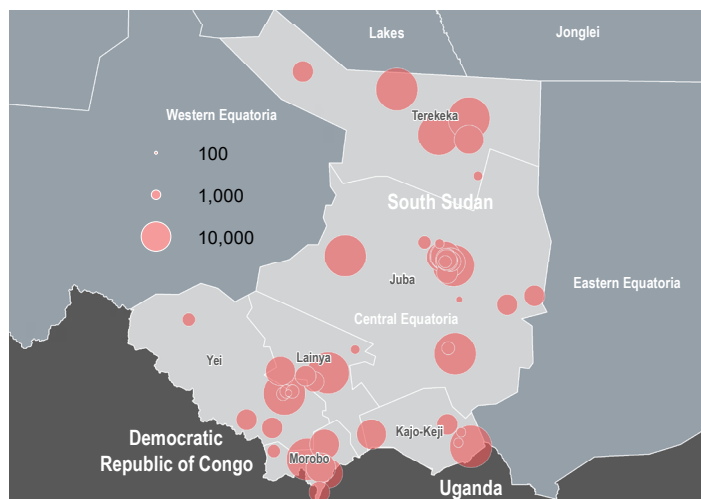 Lakes
Jonglei
Western Equatoria
Terekeka
100
1,000
South Sudan
10,000
Juba
Eastern Equatoria
Central Equatoria
Yei
Lainya
Kajo-Keji
Democratic
Republic of Congo
Morobo
Uganda